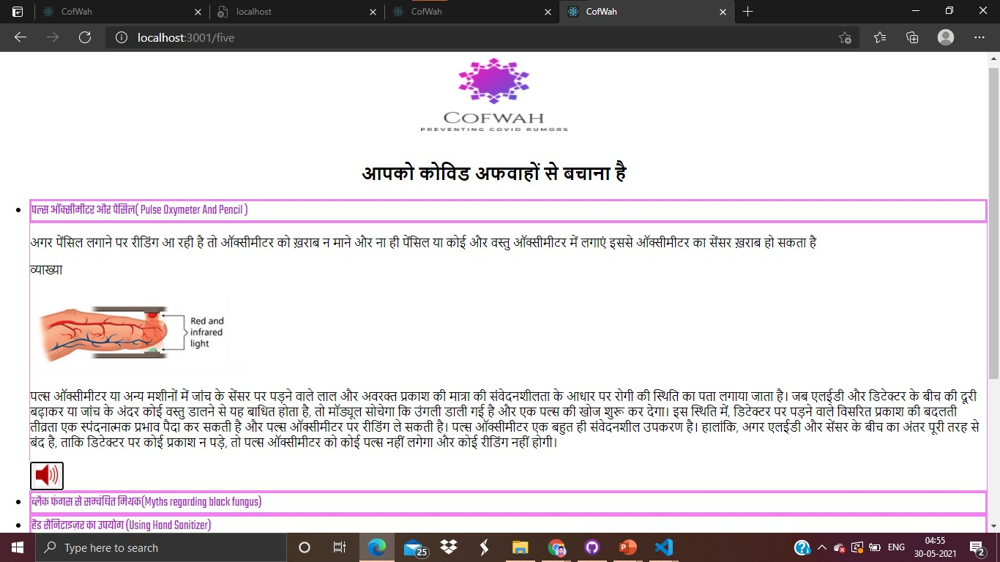 CofWah
localhost
CofWah
CofWah
localhost:3001/five
COFWAH
PREVENTING COVID RUMORS
आपको कोविड अफवाहों से बचाना है
पल्स ऑक्सीमीटर और पेंसिल( Pulse Oxymeter And Pencil )
अगर पेंसिल लगाने पर रीडिंग आ रही है तो ऑक्सीमीटर को ख़राब न माने और ना ही पेंसिल या कोई और वस्तु ऑक्सीमीटर में लगाएं इससे ऑक्सीमीटर का सेंसर ख़राब हो सकता है
व्याख्या
Red and
infrared
light
पल्स ऑक्सीमीटर या अन्य मशीनों में जांच के सेंसर पर पड़ने वाले लाल और अवरक्त प्रकाश की मात्रा की संवेदनशीलता के आधार पर रोगी की स्थिति का पता लगाया जाता है। जब एलईडी और डिटेक्टर के बीच की दूरी
बढ़ाकर या जांच के अंदर कोई वस्तु डालने से यह बाधित होता है, तो मॉड्यूल सोचेगा कि उंगली डाली गई है और एक पल्स की खोज शुरू कर देगा। इस स्थिति में, डिटेक्टर पर पड़ने वाले विसरित प्रकाश की बदलती
तीव्रता एक स्पंदनात्मक प्रभाव पैदा कर सकती है और पल्स ऑक्सीमीटर पर रीडिंग ले सकती है। पल्स ऑक्सीमीटर एक बहुत ही संवेदनशील उपकरण है। हालांकि, अगर एलईडी और सेंसर के बीच का अंतर पूरी तरह से
बंद है, ताकि डिटेक्टर पर कोई प्रकाश न पड़े, तो पल्स ऑक्सीमीटर को कोई पल्स नहीं लगेगा और कोई रीडिंग नहीं होगी।
ब्लैक फंगस से सम्बंधित मिथक(Myths regarding black fungus)
हैंड सैनिटाइज़र का उपयोग (Using Hand Sanitizer)
Type here to search
25
ENG
04:55
30-05-2021
2